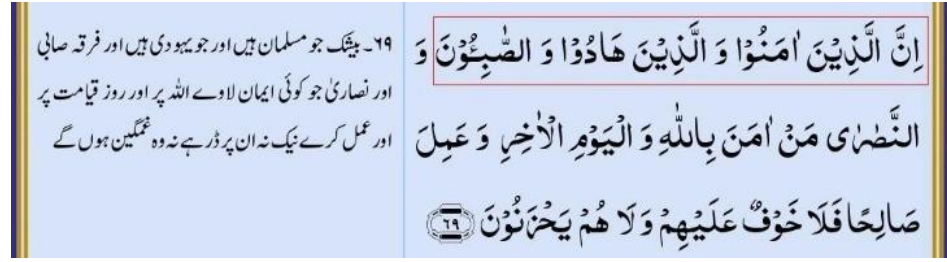 اِنَّ الَّذِیۡنَ اٰمَنُوۡا وَ الَّذِیۡنَ هَادُوۡا وَ الصّٰبِـُٔوۡنَ وَ
النَّصٰرٰی مَنۡ اٰمَنَ بِاللّٰهِ وَ الۡیَوۡمِ الۡاٰخِرِ وَ عَمِلَ
صَالِحًا فَلَا خَوۡفٌ عَلَیۡهِمۡ وَ لَا هُمۡ یَحۡزَنُوۡنَ ﴿۶۹﴾
۶۹۔ بیشک جو مسلمان ہیں اور جو یہودی ہیں اور فرقہ صابی
اور نصاریٰ جو کوئی ایمان لاوے اللہ پر اور روز قیامت پر
اور عمل کرے نیک نہ ان پر ڈر ہے نہ وہ غمگین ہوں گے